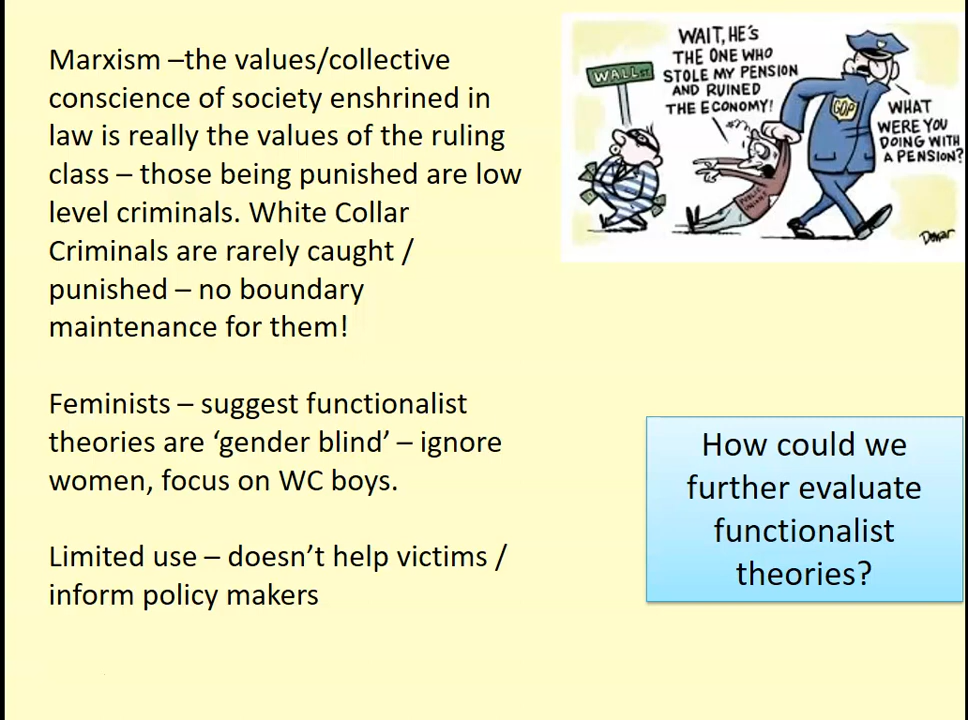 Marxism –the values/collective
conscience of society enshrined in
law is really the values of the ruling
class – those being punished are low
level criminals. White Collar
Criminals are rarely caught /
punished – no boundary
maintenance for them!
Feminists – suggest functionalist
theories are ‘gender blind’ – ignore
women, focus on WC boys.
Limited use – doesn’t help victims /
inform policy makers
WALL ST
WAIT, HE'S
THE ONE WHO
STOLE MY PENSION
AND RUINED
THE ECONOMY!
GOP
WHAT
WERE YOU
DOING WITH
A PENSION?
PUBLIC
How could we
further evaluate
functionalist
theories?